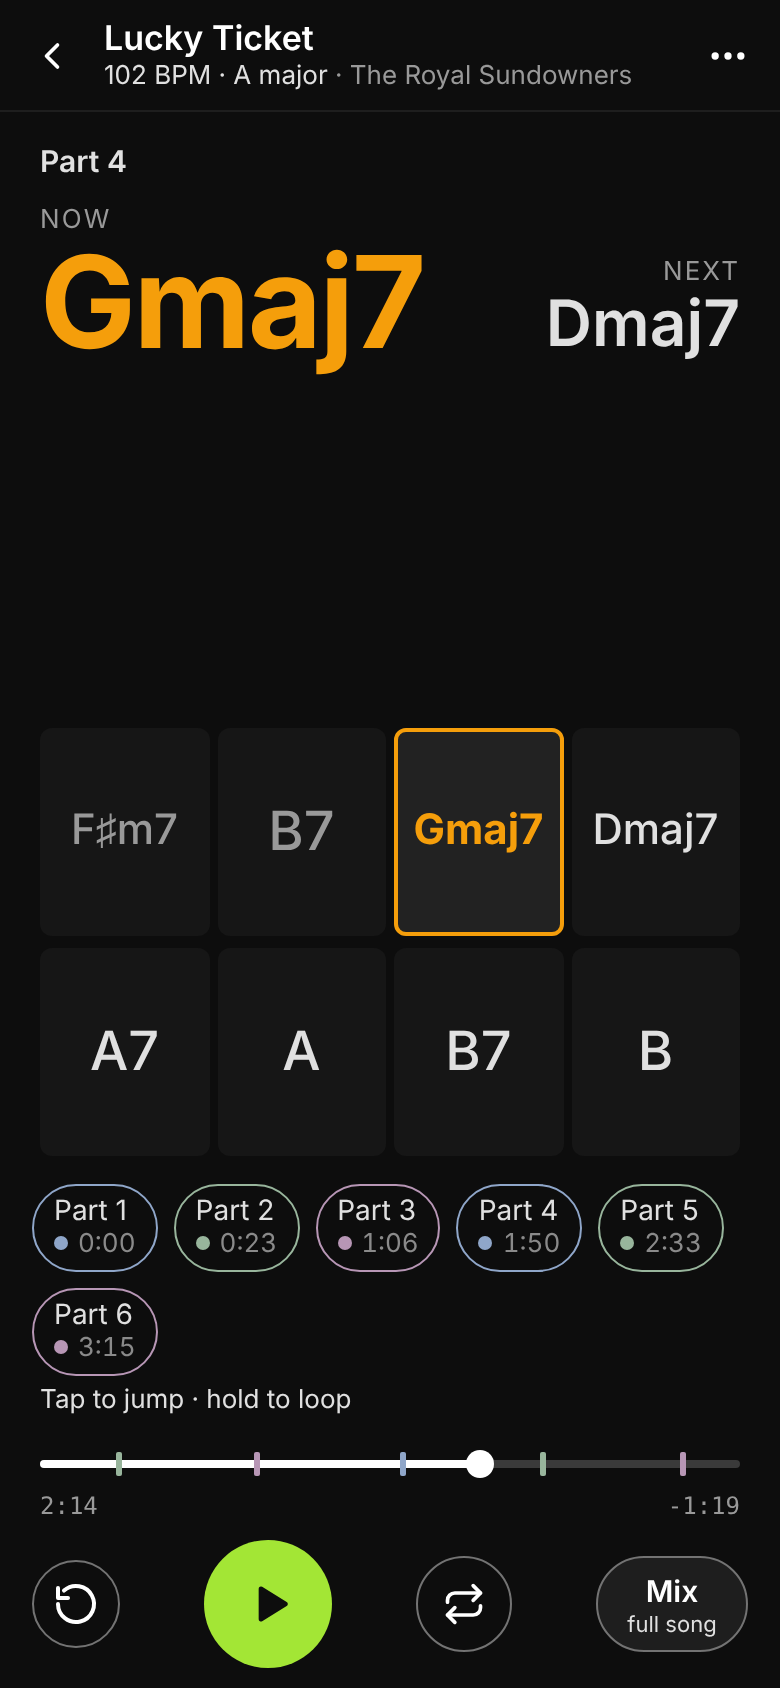 Lucky Ticket
102 BPM · A major · The Royal Sundowners
Part 4
NOW
Gmaj7
NEXT
Dmaj7
F♯m7 B7 Gmaj7 Dmaj7
A7 A B7 B
Part 1 Part 2 Part 3 Part 4 Part 5
0:00 0:23 1:06 1:50 2:33
Part 6
3:15
Tap to jump · hold to loop
2:14 -1:19
Mix
full song